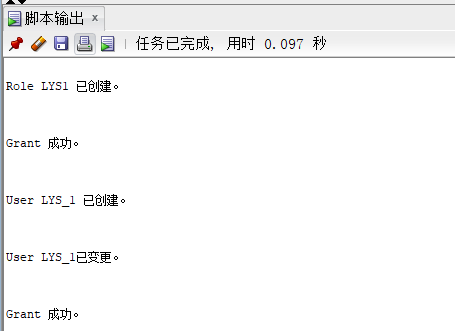 脚本输出 ×
任务已完成, 用时 0.097 秒
Role LYS1 已创建。
Grant 成功。
User LYS_1 已创建。
User LYS_1已变更。
Grant 成功。